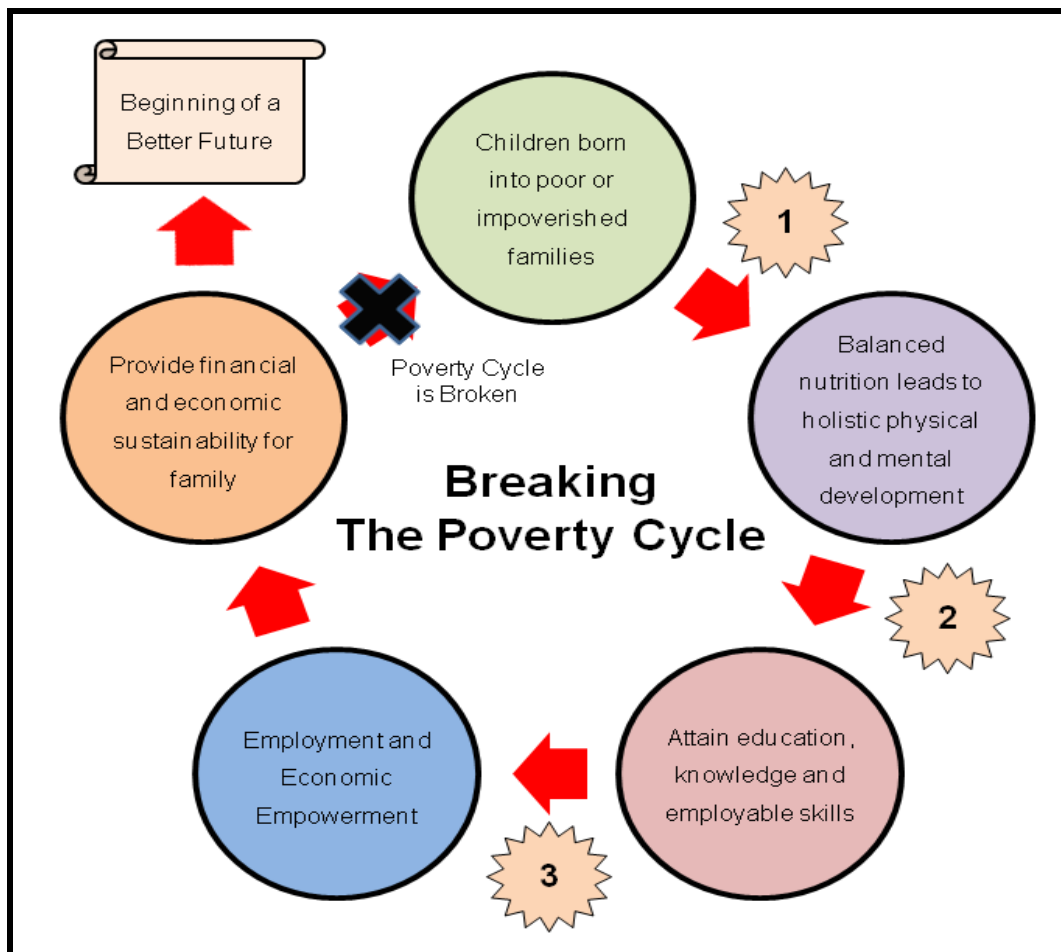 Beginning of a
Better Future
Children born
into poor or
impoverished
families
1
Balanced
nutrition leads to
holistic physical
and mental
development
2
Attain education,
knowledge and
employable skills
3
Employment and
Economic
Empowerment
Provide financial
and economic
sustainability for
family
Poverty Cycle
is Broken
Breaking
The Poverty Cycle